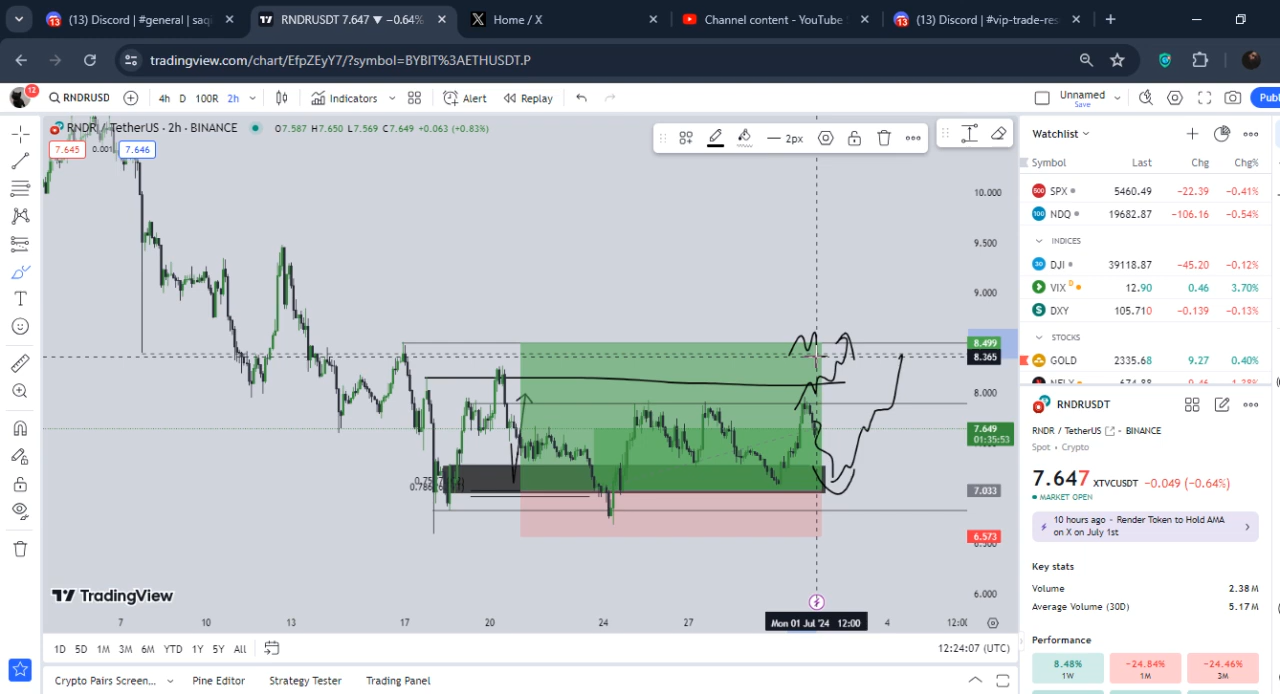 (13) Discord | #general | saqi
RNDRUSDT 7.647 ▼ −0.64%
Home / X
Channel content - YouTube
(13) Discord | #vip-trade-res
tradingview.com/chart/EfpZEyY7/?symbol=BYBIT%3AETHUSDT.P
12
RNDRUSD
4h D 100R 2h
Indicators
Alert
Replay
Unnamed
Save
Publ
RNDR / TetherUS · 2h · BINANCE
O7.587 H7.650 L7.569 C7.649 +0.063 (+0.83%)
7.645 0.001 7.646
2px
10.000
9.500
9.000
8.499
8.365
8.000
7.649
01:35:53
7.033
6.573
6.000
7 10 13 17 20 24 27 Mon 01 Jul '24 12:00 4 12:00
TradingView
1D 5D 1M 3M 6M YTD 1Y 5Y All
12:24:07 (UTC)
Crypto Pairs Screen... Pine Editor Strategy Tester Trading Panel
Watchlist
Symbol Last Chg Chg%
SPX 5460.49 −22.39 −0.41%
NDQ 19682.87 −106.16 −0.54%
INDICES
DJI 39118.87 −45.20 −0.12%
VIX D 12.90 0.46 3.70%
DXY 105.710 −0.139 −0.13%
STOCKS
GOLD 2335.68 9.27 0.40%
RNDRUSDT
RNDR / TetherUS · BINANCE
Spot · Crypto
7.647 XTVCUSDT −0.049 (−0.64%)
MARKET OPEN
10 hours ago - Render Token to Hold AMA
on X on July 1st
Key stats
Volume 2.38 M
Average Volume (30D) 5.17 M
Performance
8.48% −24.84% −24.46%
1W 1M 3M